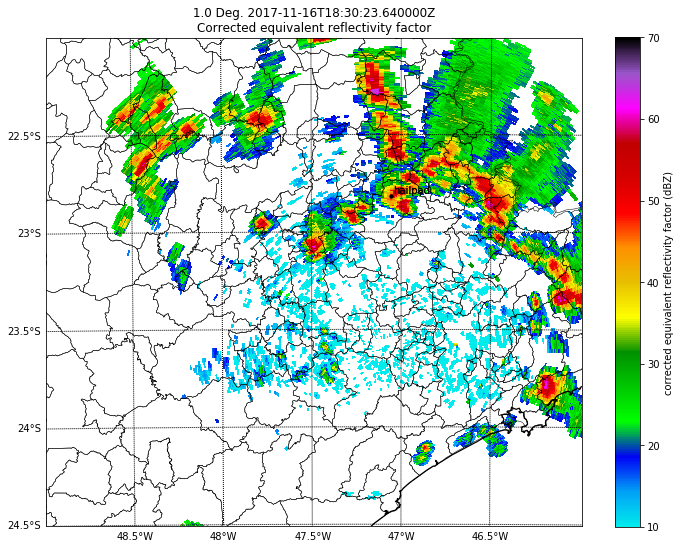 1.0 Deg. 2017-11-16T18:30:23.640000Z
Corrected equivalent reflectivity factor
70
60
50
40
30
20
10
corrected equivalent reflectivity factor (dBZ)
22.5°S
23°S
23.5°S
24°S
24.5°S
hailpad
48.5°W
48°W
47.5°W
47°W
46.5°W